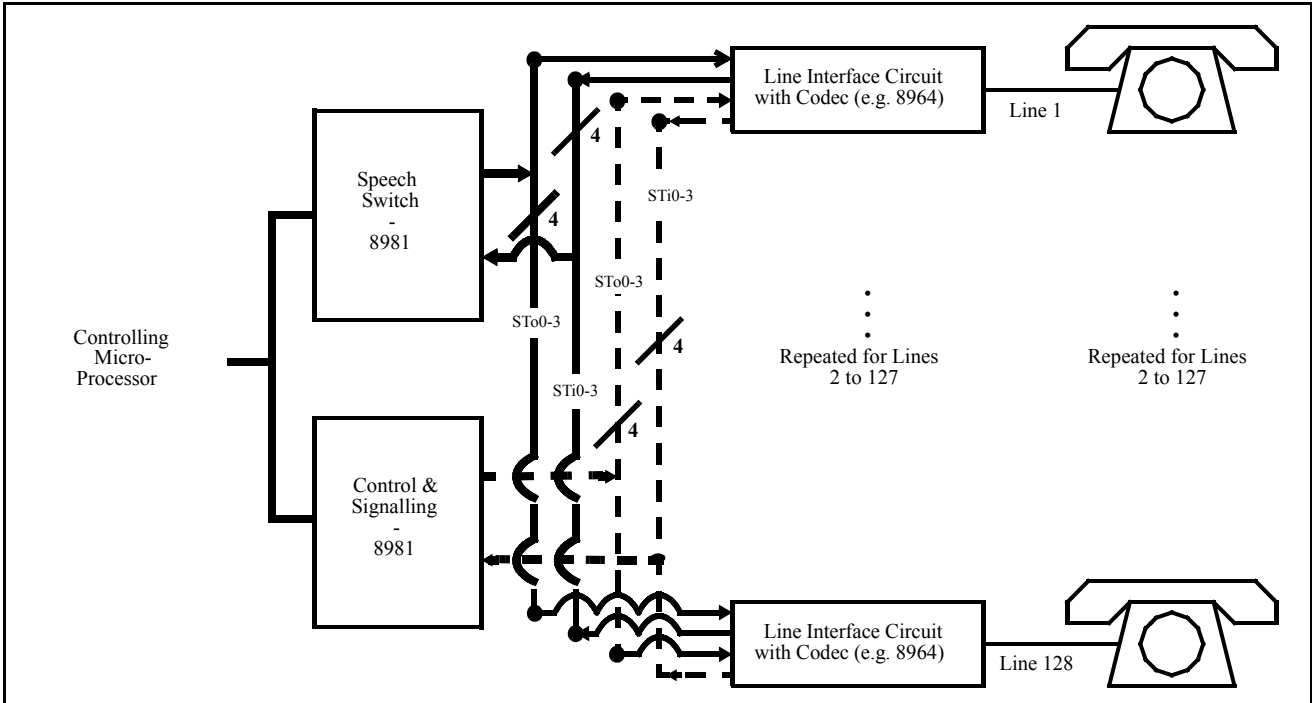 Line Interface Circuit
with Codec (e.g. 8964)
Line 1
4
STi0-3
Speech
Switch
-
8981
4
STo0-3
STo0-3
4
Controlling
Micro-
Processor
STi0-3
Repeated for Lines
2 to 127
Repeated for Lines
2 to 127
4
Control &
Signalling
-
8981
Line Interface Circuit
with Codec (e.g. 8964)
Line 128